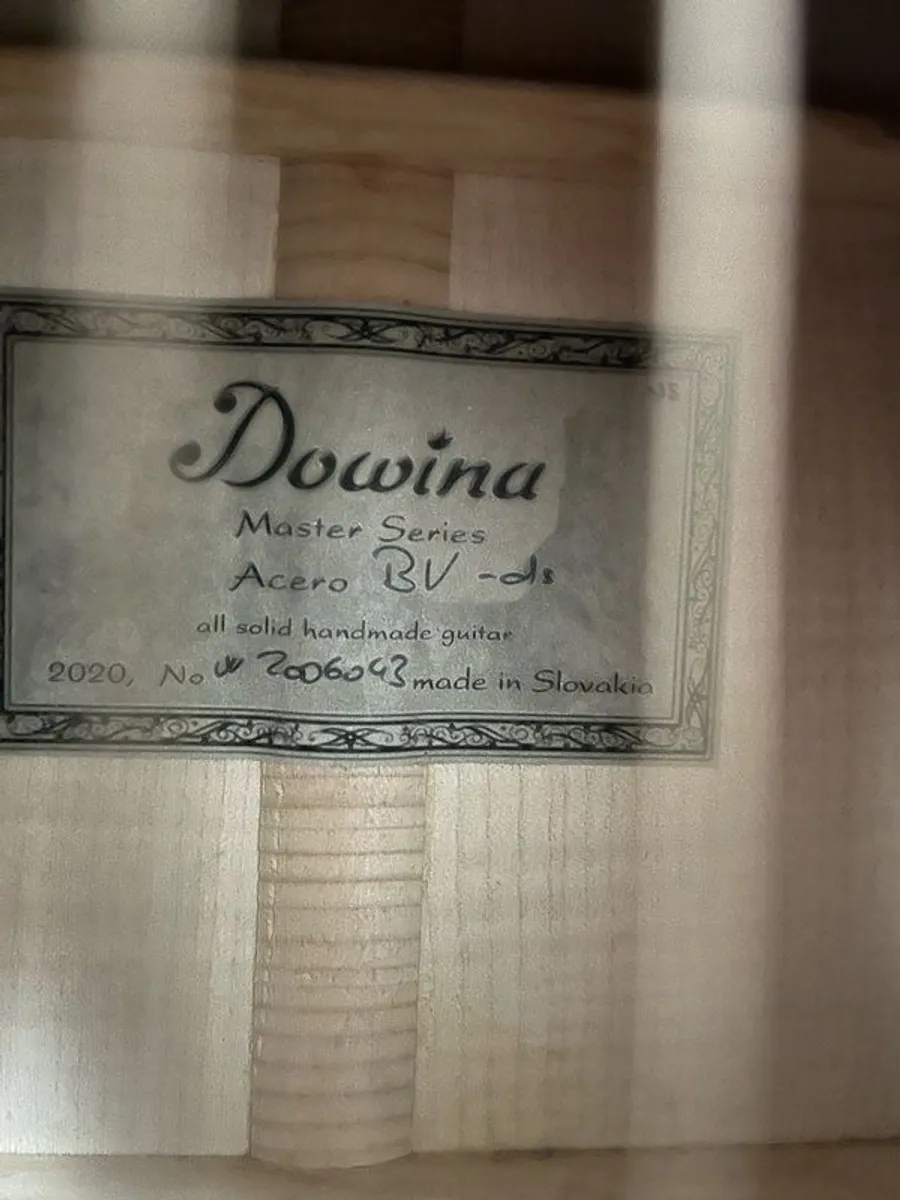 Dowina
Master Series
Acero BV -ds
all solid handmade guitar
2020, No W 2006043 made in Slovakia